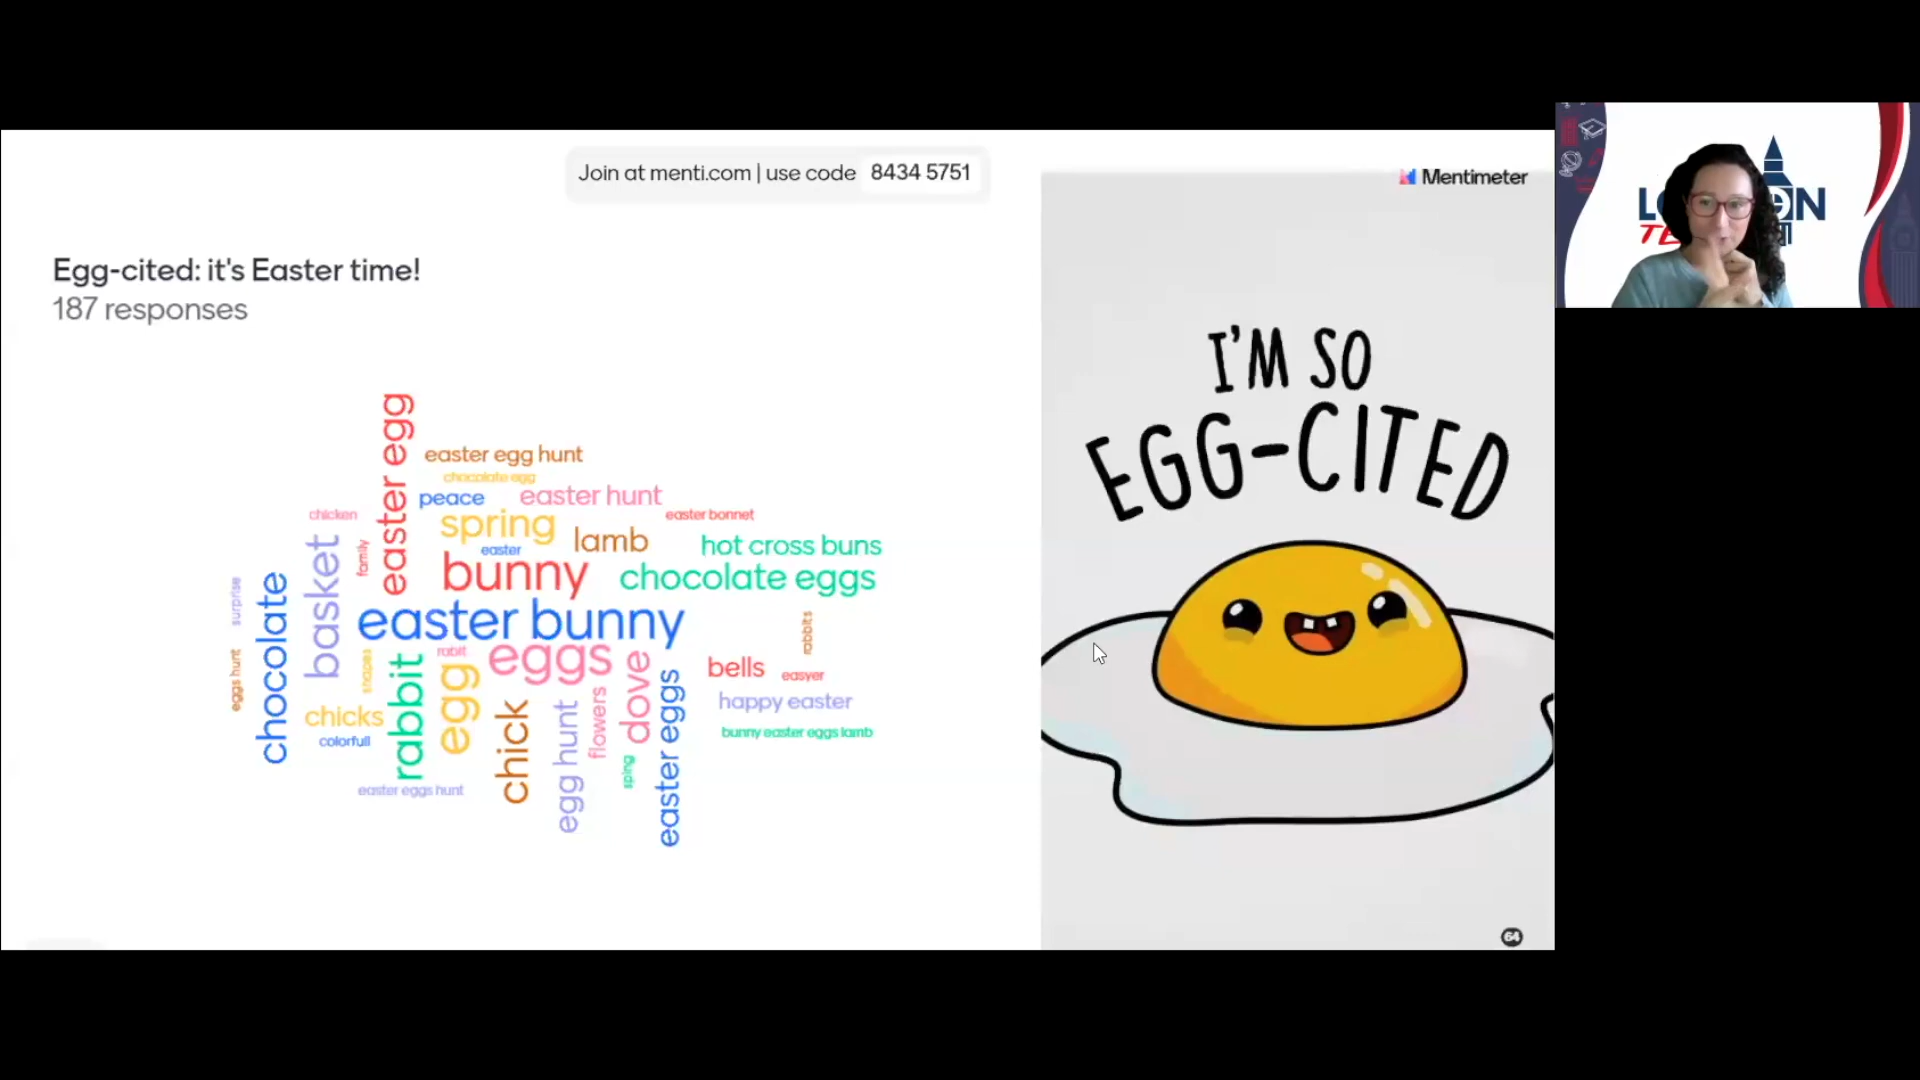 Join at menti.com | use code 8434 5751
Mentimeter
Egg-cited: it's Easter time!
187 responses
easter egg
easter egg hunt
chocolate egg
peace
easter hunt
chicken
spring
easter bonnet
family
easter
lamb
hot cross buns
basket
bunny
chocolate eggs
surprise
chocolate
easter bunny
rabbits
eggs hunt
shapes
rabbit
rabit
egg
eggs
dove
bells
easyer
chicks
colorfull
chick
egg hunt
flowers
sping
easter eggs
happy easter
bunny easter eggs lamb
easter eggs hunt
I'M SO
EGG-CITED
64